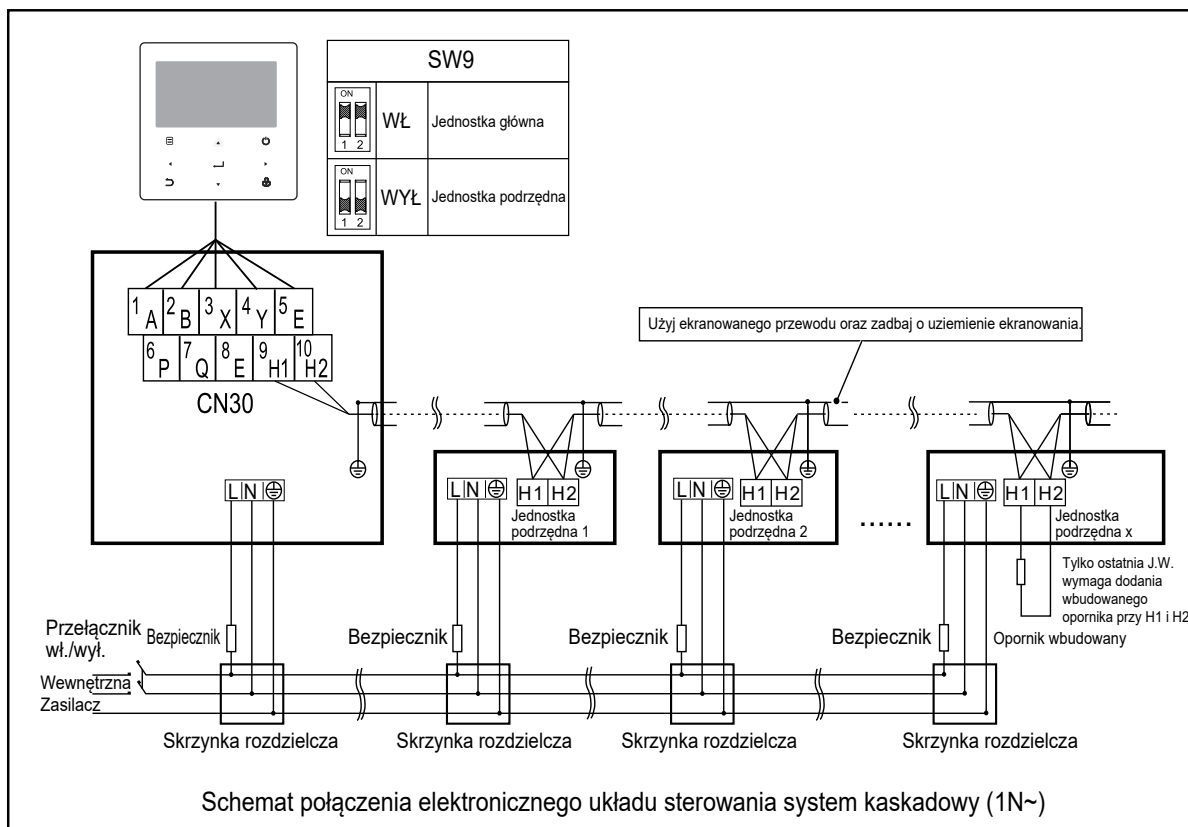 SW9
ON
1 2
WŁ
Jednostka główna
ON
1 2
WYŁ
Jednostka podrzędna
1 A 2 B 3 X 4 Y 5 E
6 P 7 Q 8 E 9 H1 10 H2
CN30
Użyj ekranowanego przewodu oraz zadbaj o uziemienie ekranowania.
L N
L N
H1 H2
Jednostka
podrzędna 1
L N
H1 H2
Jednostka
podrzędna 2
......
L N
H1 H2
Jednostka
podrzędna x
Tylko ostatnia J.W.
wymaga dodania
wbudowanego
opornika przy H1 i H2
Opornik wbudowany
Przełącznik
wł./wył.
Bezpiecznik
Bezpiecznik
Bezpiecznik
Bezpiecznik
Wewnętrzna
Zasilacz
Skrzynka rozdzielcza
Skrzynka rozdzielcza
Skrzynka rozdzielcza
Skrzynka rozdzielcza
Schemat połączenia elektronicznego układu sterowania system kaskadowy (1N~)